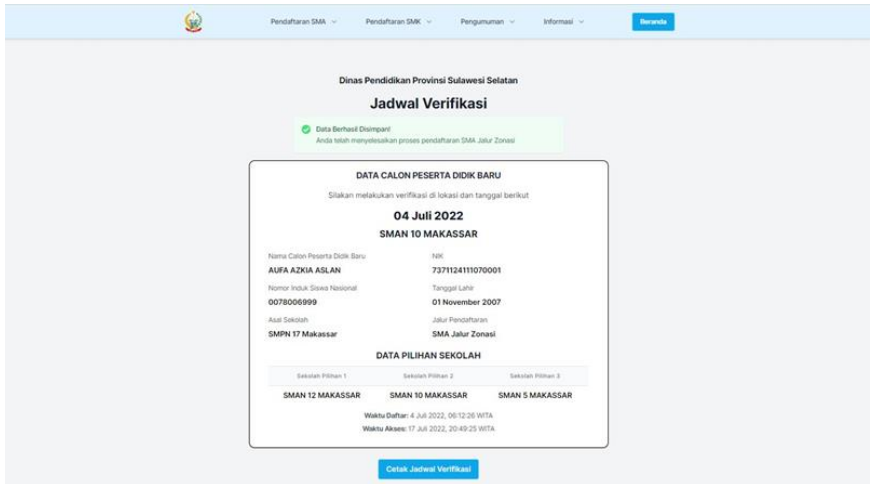 Pendaftaran SMA Pendaftaran SMK Pengumuman Informasi Beranda
Dinas Pendidikan Provinsi Sulawesi Selatan
Jadwal Verifikasi
Data Berhasil Disimpan!
Anda telah menyelesaikan proses pendaftaran SMA Jalur Zonasi
DATA CALON PESERTA DIDIK BARU
Silakan melakukan verifikasi di lokasi dan tanggal berikut
04 Juli 2022
SMAN 10 MAKASSAR
Nama Calon Peserta Didik Baru NIK
AUFA AZKIA ASLAN 7371124111070001
Nomor Induk Siswa Nasional Tanggal Lahir
0078006999 01 November 2007
Asal Sekolah Jalur Pendaftaran
SMPN 17 Makassar SMA Jalur Zonasi
DATA PILIHAN SEKOLAH
Sekolah Pilihan 1 Sekolah Pilihan 2 Sekolah Pilihan 3
SMAN 12 MAKASSAR SMAN 10 MAKASSAR SMAN 5 MAKASSAR
Waktu Daftar: 4 Juli 2022, 06:12:26 WITA
Waktu Akses: 17 Juli 2022, 20:49:25 WITA
Cetak Jadwal Verifikasi